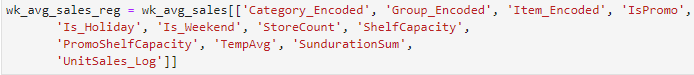 wk_avg_sales_reg = wk_avg_sales[['Category_Encoded', 'Group_Encoded', 'Item_Encoded', 'IsPromo',
'Is_Holiday', 'Is_Weekend', 'StoreCount', 'ShelfCapacity',
'PromoShelfCapacity', 'TempAvg', 'SundurationSum',
'UnitSales_Log']]